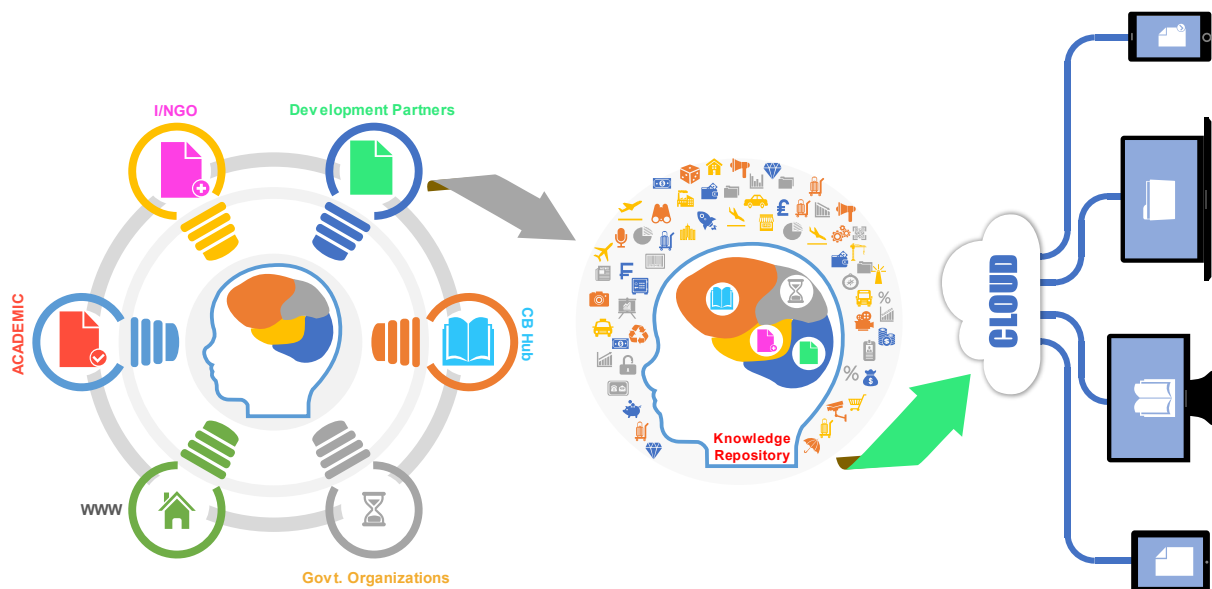 I/NGO
Development Partners
ACADEMIC
CB Hub
WWW
Govt. Organizations
Knowledge
Repository
CLOUD